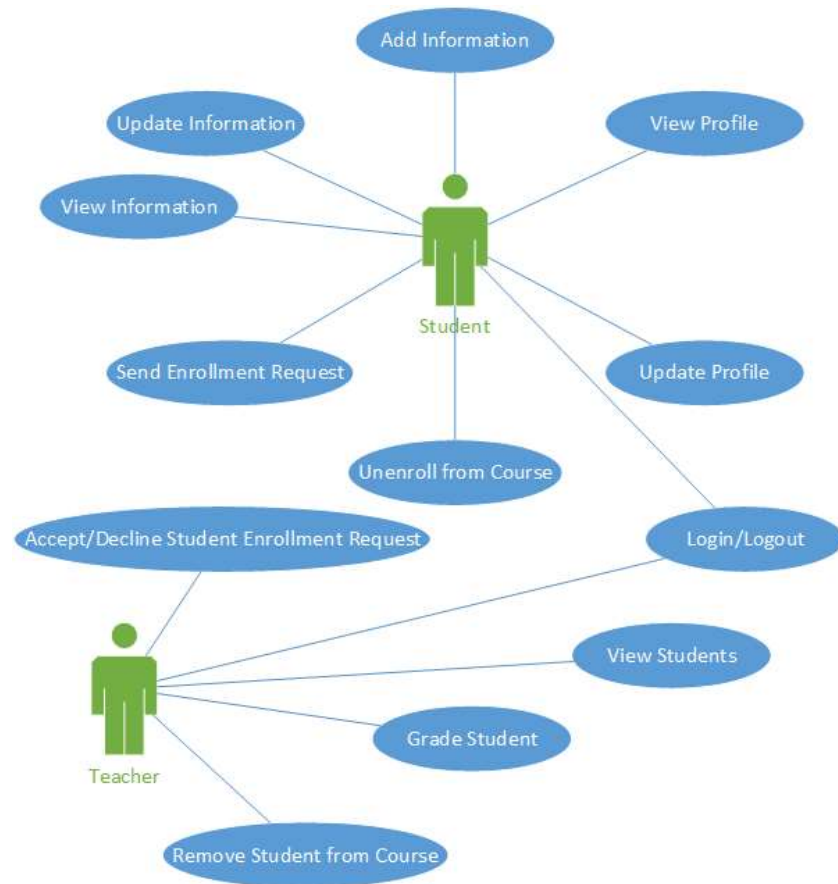 Add Information
Update Information
View Profile
View Information
Student
Send Enrollment Request
Update Profile
Unenroll from Course
Accept/Decline Student Enrollment Request
Login/Logout
View Students
Grade Student
Teacher
Remove Student from Course